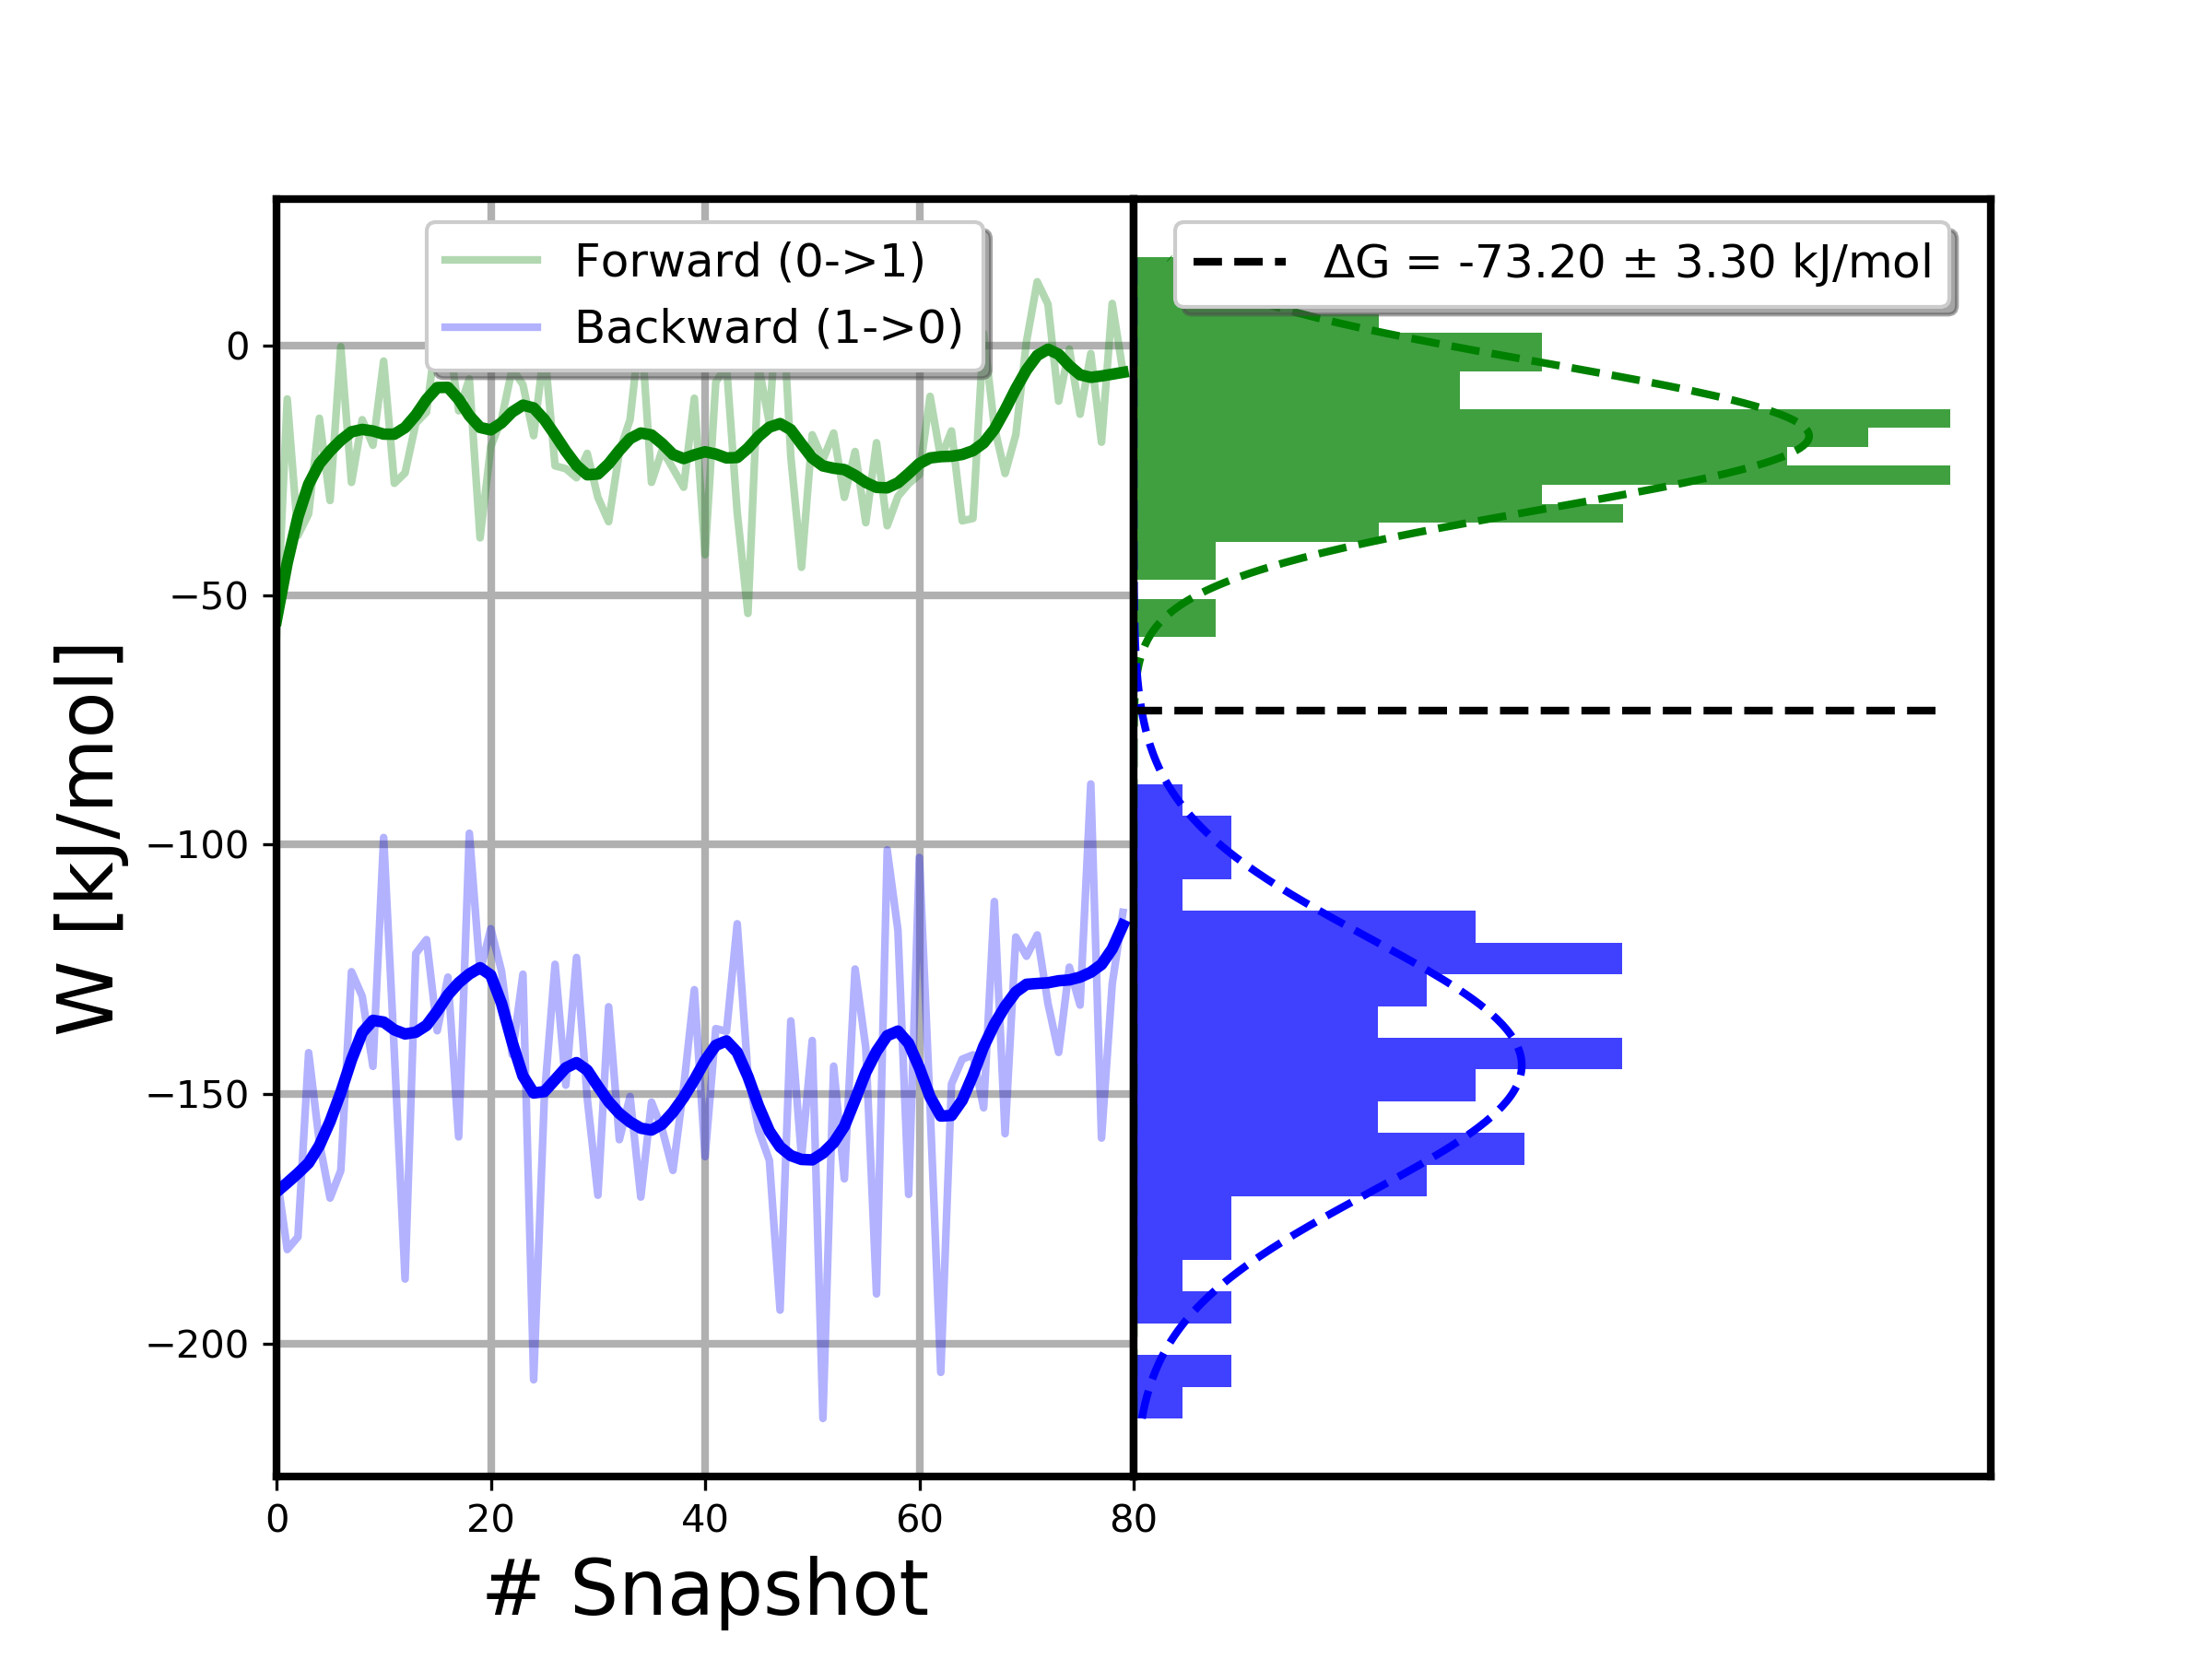 Forward (0->1)
Backward (1->0)
ΔG = -73.20 ± 3.30 kJ/mol
0
−50
−100
−150
−200
W [kJ/mol]
0
20
40
60
80
# Snapshot